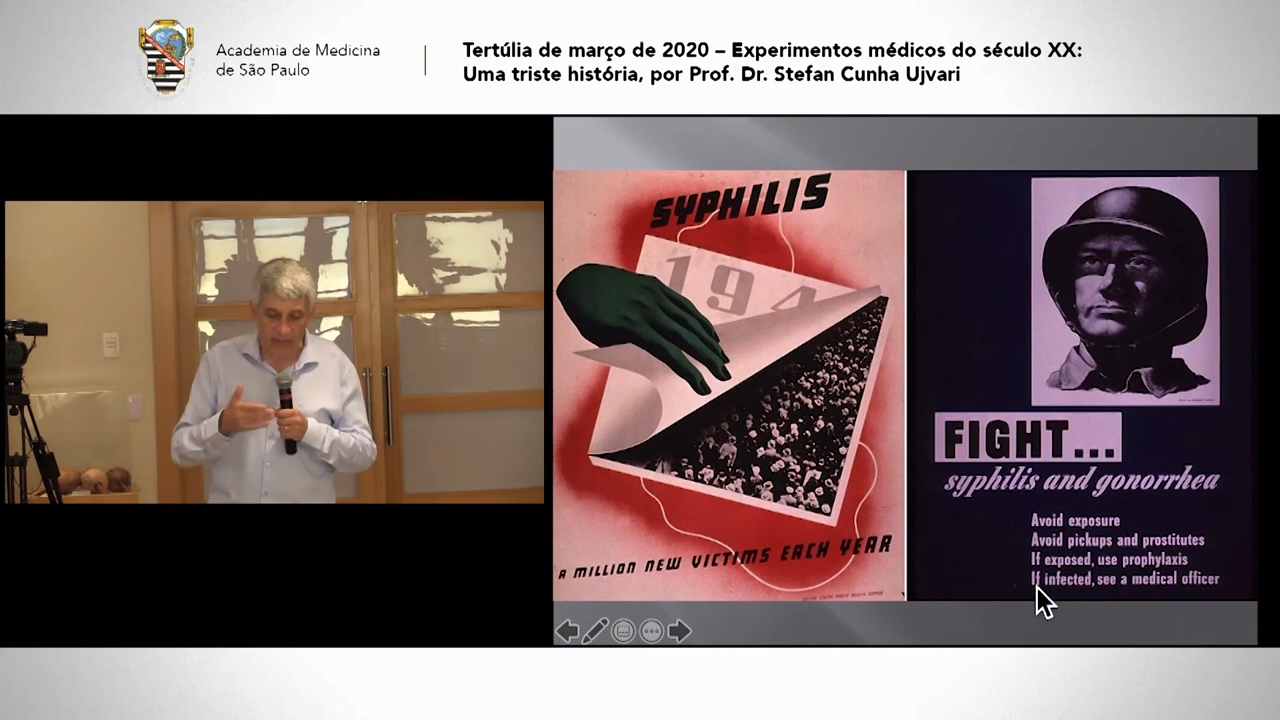 Academia de Medicina
de São Paulo
Tertúlia de março de 2020 – Experimentos médicos do século XX:
Uma triste história, por Prof. Dr. Stefan Cunha Ujvari
SYPHILIS
194
A MILLION NEW VICTIMS EACH YEAR
FIGHT...
syphilis and gonorrhea
Avoid exposure
Avoid pickups and prostitutes
If exposed, use prophylaxis
If infected, see a medical officer